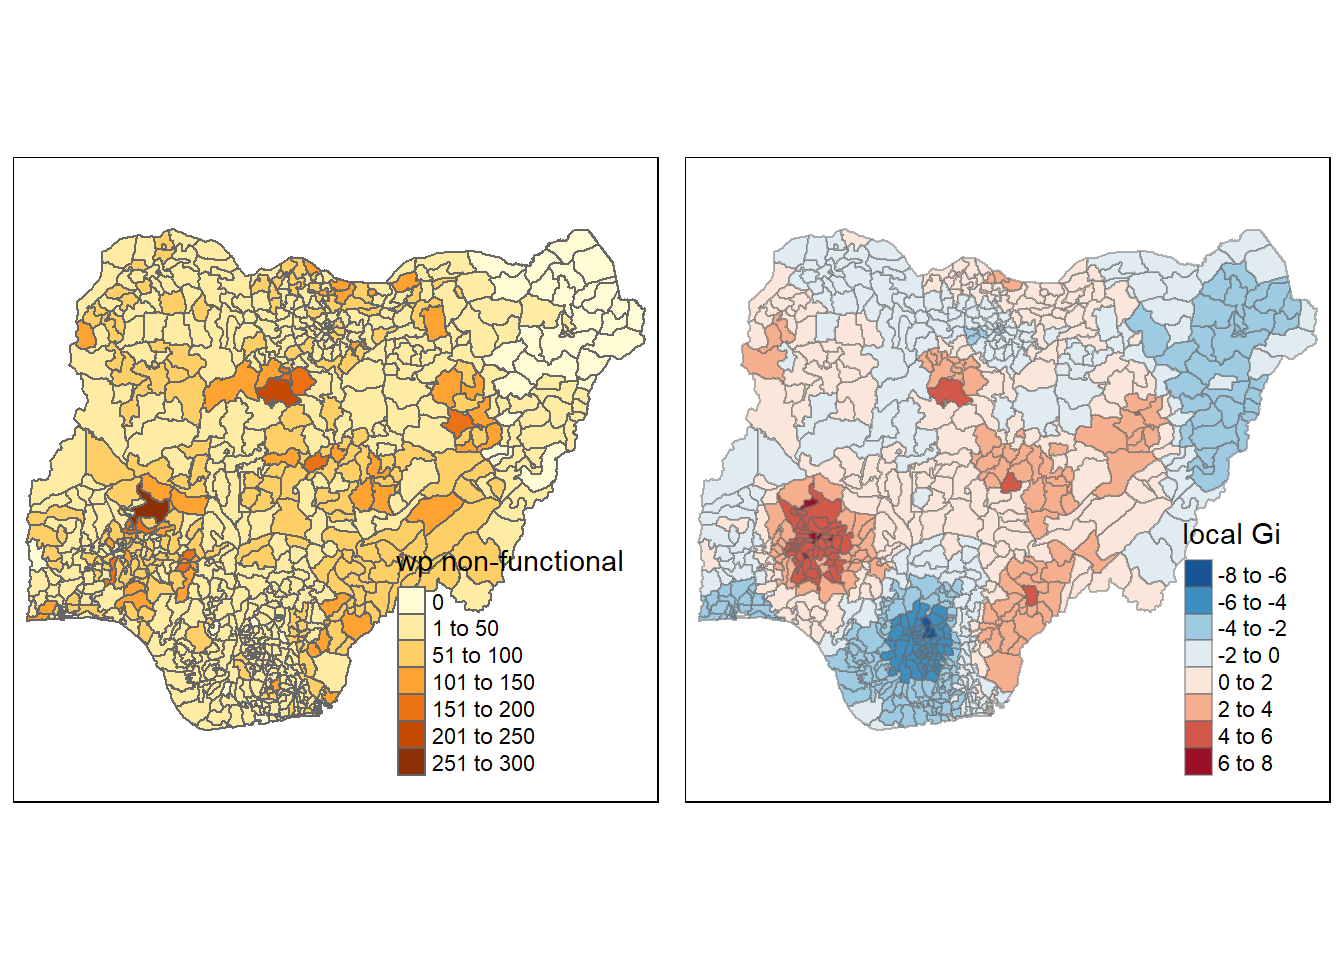 wp non-functional
0
1 to 50
51 to 100
101 to 150
151 to 200
201 to 250
251 to 300
local Gi
-8 to -6
-6 to -4
-4 to -2
-2 to 0
0 to 2
2 to 4
4 to 6
6 to 8